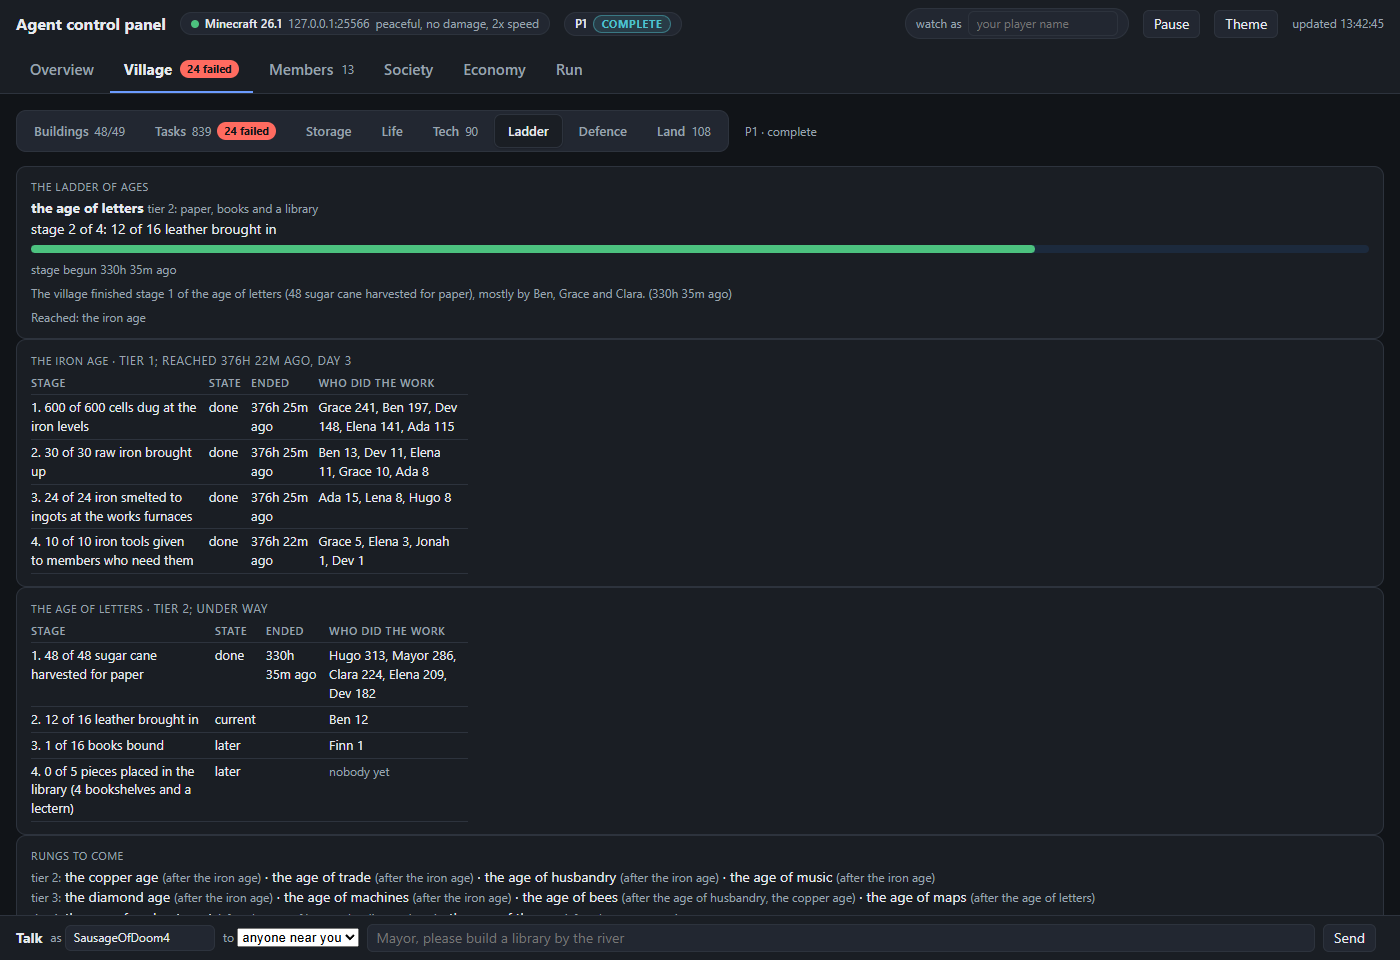 Agent control panel
Minecraft 26.1 127.0.0.1:25566 peaceful, no damage, 2x speed
P1 COMPLETE
watch as your player name
Pause
Theme
updated 13:42:45
Overview
Village 24 failed
Members 13
Society
Economy
Run
Buildings 48/49
Tasks 839 24 failed
Storage
Life
Tech 90
Ladder
Defence
Land 108
P1 · complete
THE LADDER OF AGES
the age of letters tier 2: paper, books and a library
stage 2 of 4: 12 of 16 leather brought in
stage begun 330h 35m ago
The village finished stage 1 of the age of letters (48 sugar cane harvested for paper), mostly by Ben, Grace and Clara. (330h 35m ago)
Reached: the iron age
THE IRON AGE · TIER 1; REACHED 376H 22M AGO, DAY 3
STAGE STATE ENDED WHO DID THE WORK
1. 600 of 600 cells dug at the done 376h 25m Grace 241, Ben 197, Dev
iron levels ago 148, Elena 141, Ada 115
2. 30 of 30 raw iron brought done 376h 25m Ben 13, Dev 11, Elena
up ago 11, Grace 10, Ada 8
3. 24 of 24 iron smelted to done 376h 25m Ada 15, Lena 8, Hugo 8
ingots at the works furnaces ago
4. 10 of 10 iron tools given done 376h 22m Grace 5, Elena 3, Jonah
to members who need them ago 1, Dev 1
THE AGE OF LETTERS · TIER 2; UNDER WAY
STAGE STATE ENDED WHO DID THE WORK
1. 48 of 48 sugar cane done 330h Hugo 313, Mayor 286,
harvested for paper 35m ago Clara 224, Elena 209,
Dev 182
2. 12 of 16 leather brought in current Ben 12
3. 1 of 16 books bound later Finn 1
4. 0 of 5 pieces placed in the later nobody yet
library (4 bookshelves and a
lectern)
RUNGS TO COME
tier 2: the copper age (after the iron age) · the age of trade (after the iron age) · the age of husbandry (after the iron age) · the age of music (after the iron age)
tier 3: the diamond age (after the iron age) · the age of machines (after the iron age) · the age of bees (after the age of husbandry, the copper age) · the age of maps (after the age of letters)
Talk as SausageOfDoom4 to anyone near you Mayor, please build a library by the river Send